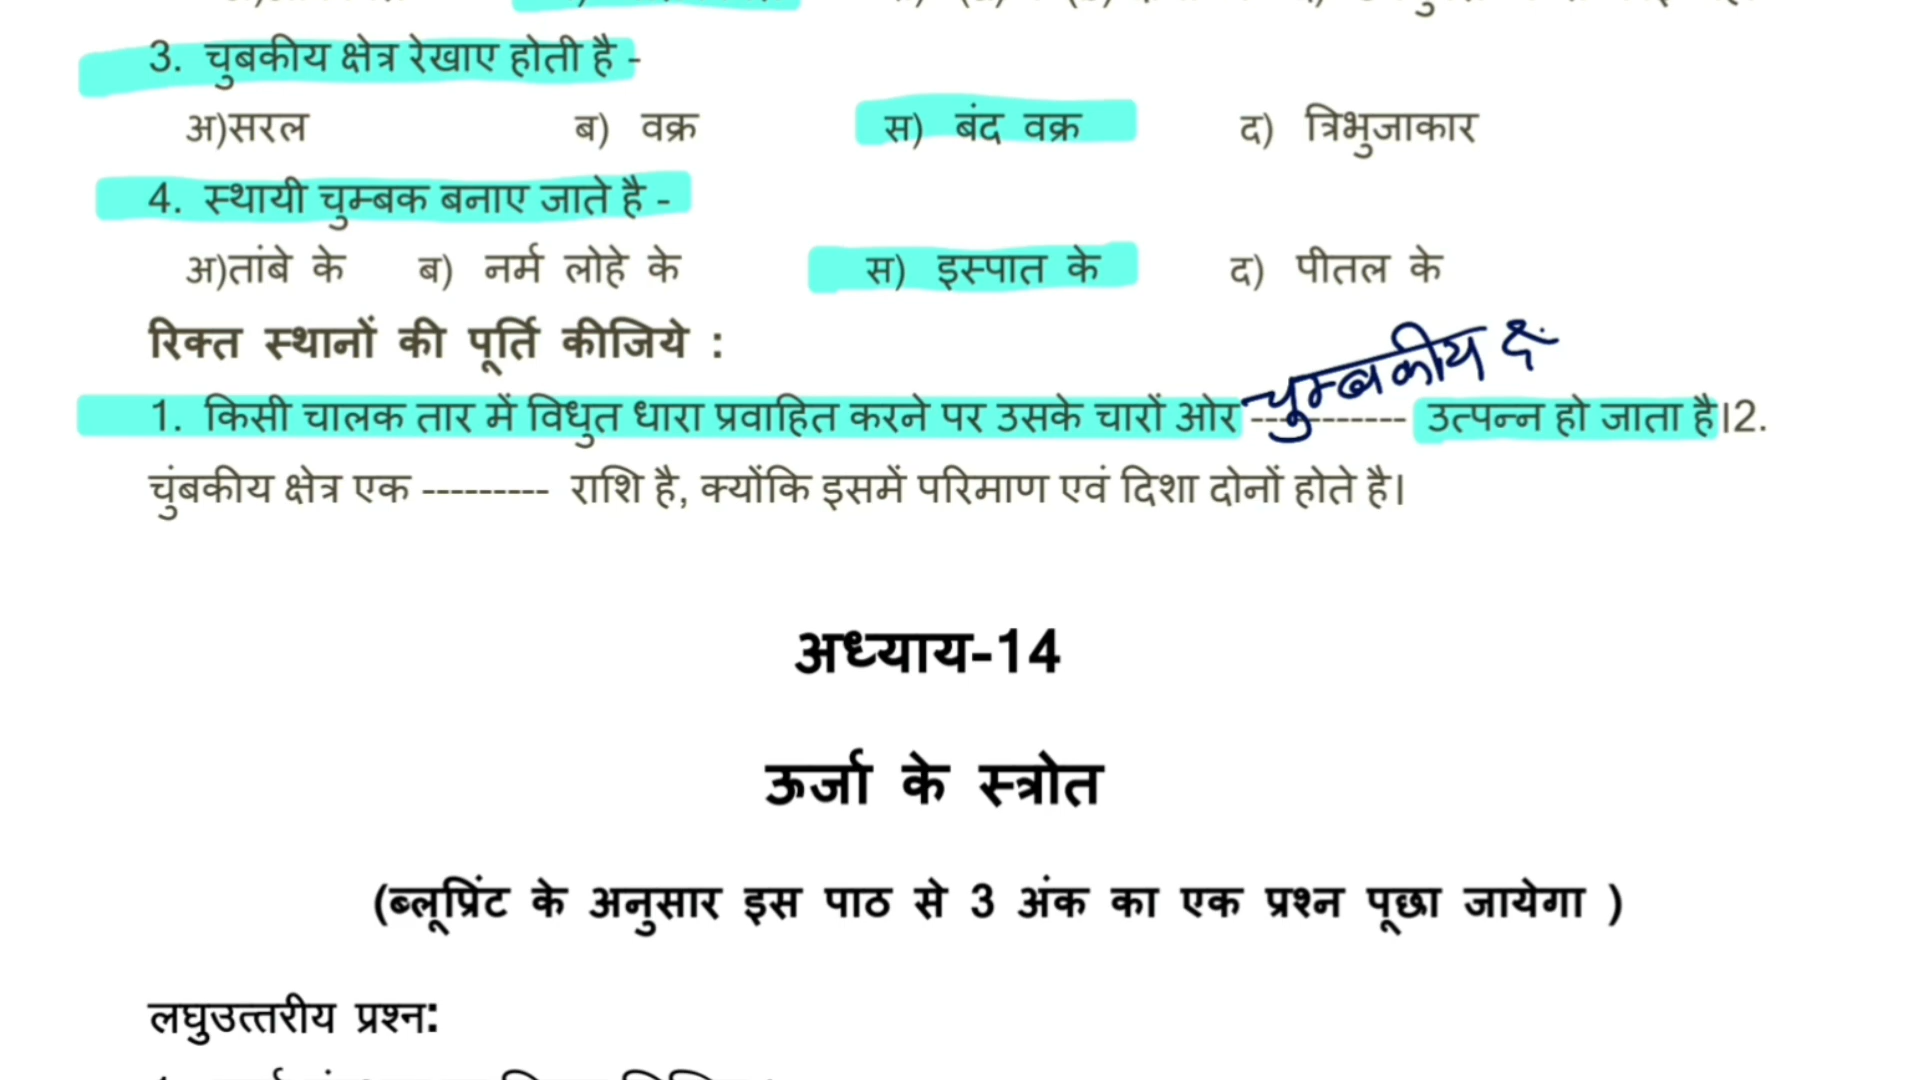 3. चुबकीय क्षेत्र रेखाए होती है -
अ)सरल ब) वक्र स) बंद वक्र द) त्रिभुजाकार
4. स्थायी चुम्बक बनाए जाते है -
अ)तांबे के ब) नर्म लोहे के स) इस्पात के द) पीतल के
रिक्त स्थानों की पूर्ति कीजिये :
चुम्बकीय क्षे
1. किसी चालक तार में विधुत धारा प्रवाहित करने पर उसके चारों ओर ----------- उत्पन्न हो जाता है।2.
चुंबकीय क्षेत्र एक --------- राशि है, क्योंकि इसमें परिमाण एवं दिशा दोनों होते है।
अध्याय-14
ऊर्जा के स्त्रोत
(ब्लूप्रिंट के अनुसार इस पाठ से 3 अंक का एक प्रश्न पूछा जायेगा )
लघुउत्तरीय प्रश्न: